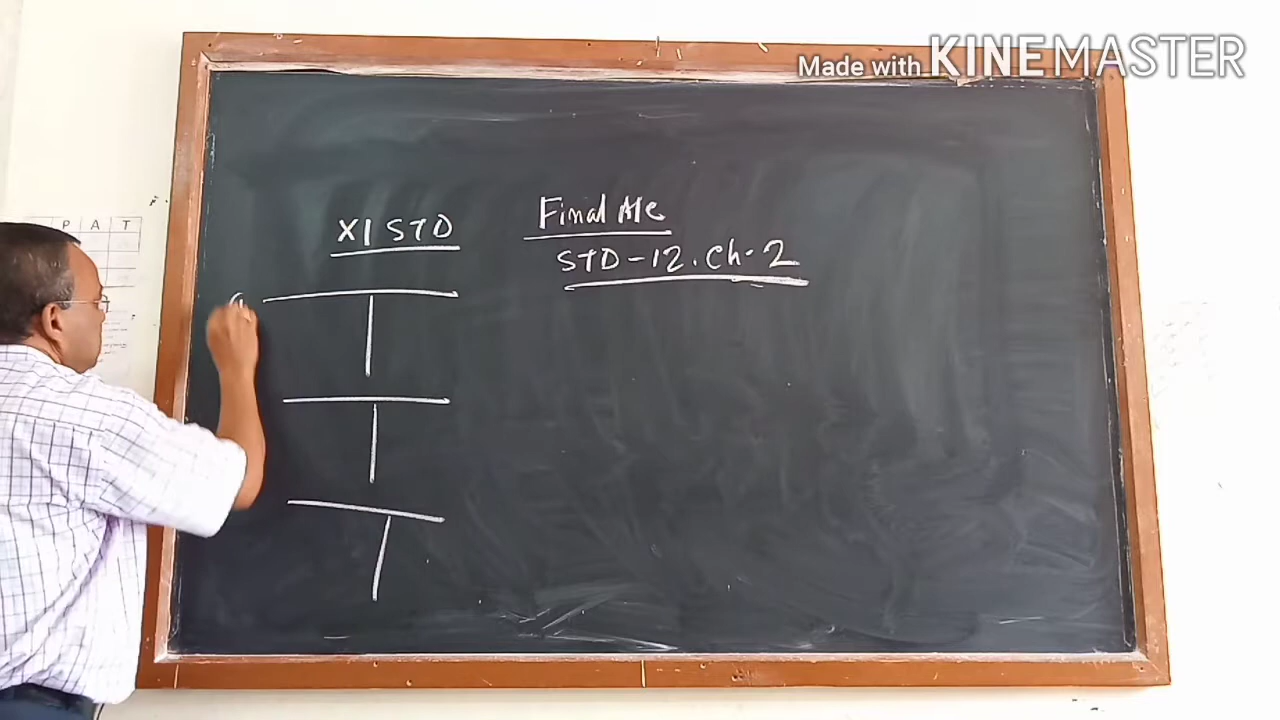 Made with KINEMASTER
P A T
XI STD
Final A/c
STD-12. Ch-2